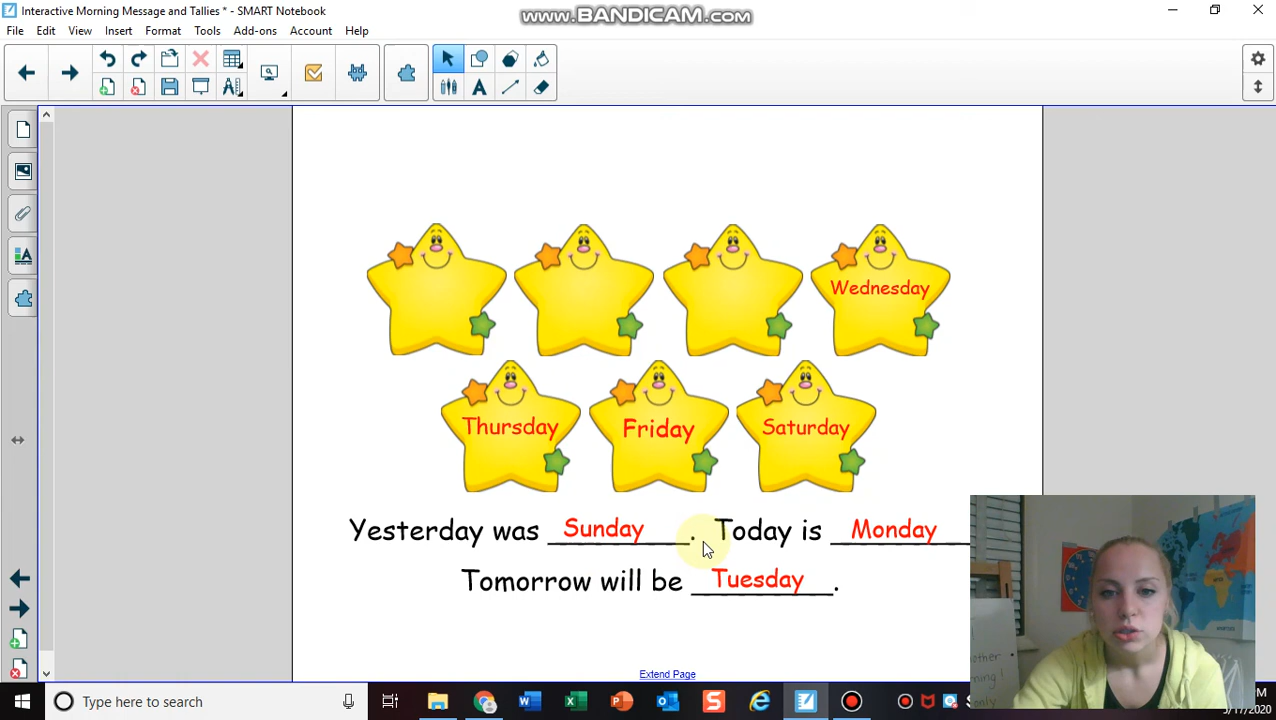 Interactive Morning Message and Tallies * - SMART Notebook
WWW.BANDICAM.COM
File Edit View Insert Format Tools Add-ons Account Help
Wednesday
Thursday Friday Saturday
Yesterday was Sunday. Today is Monday
Tomorrow will be Tuesday.
Extend Page
Type here to search